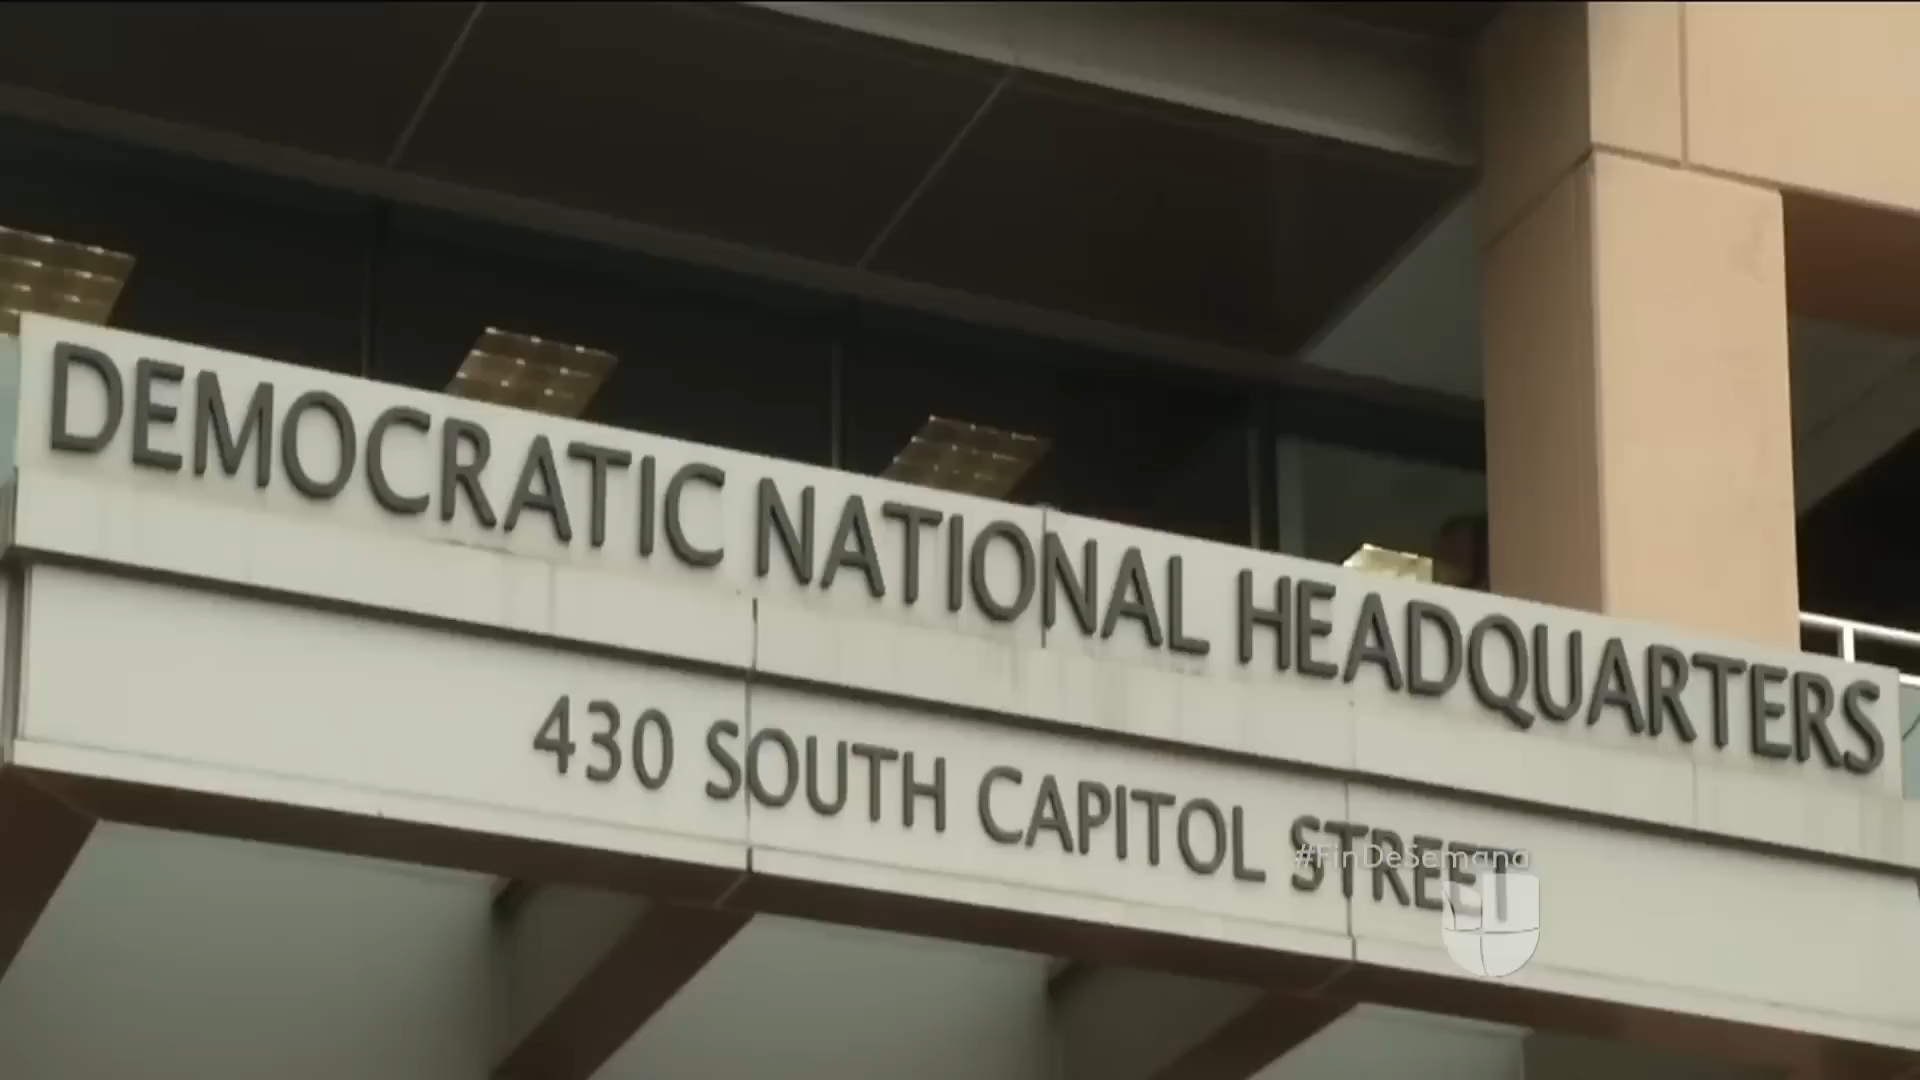 DEMOCRATIC NATIONAL HEADQUARTERS
430 SOUTH CAPITOL STREET
#FinDeSemana